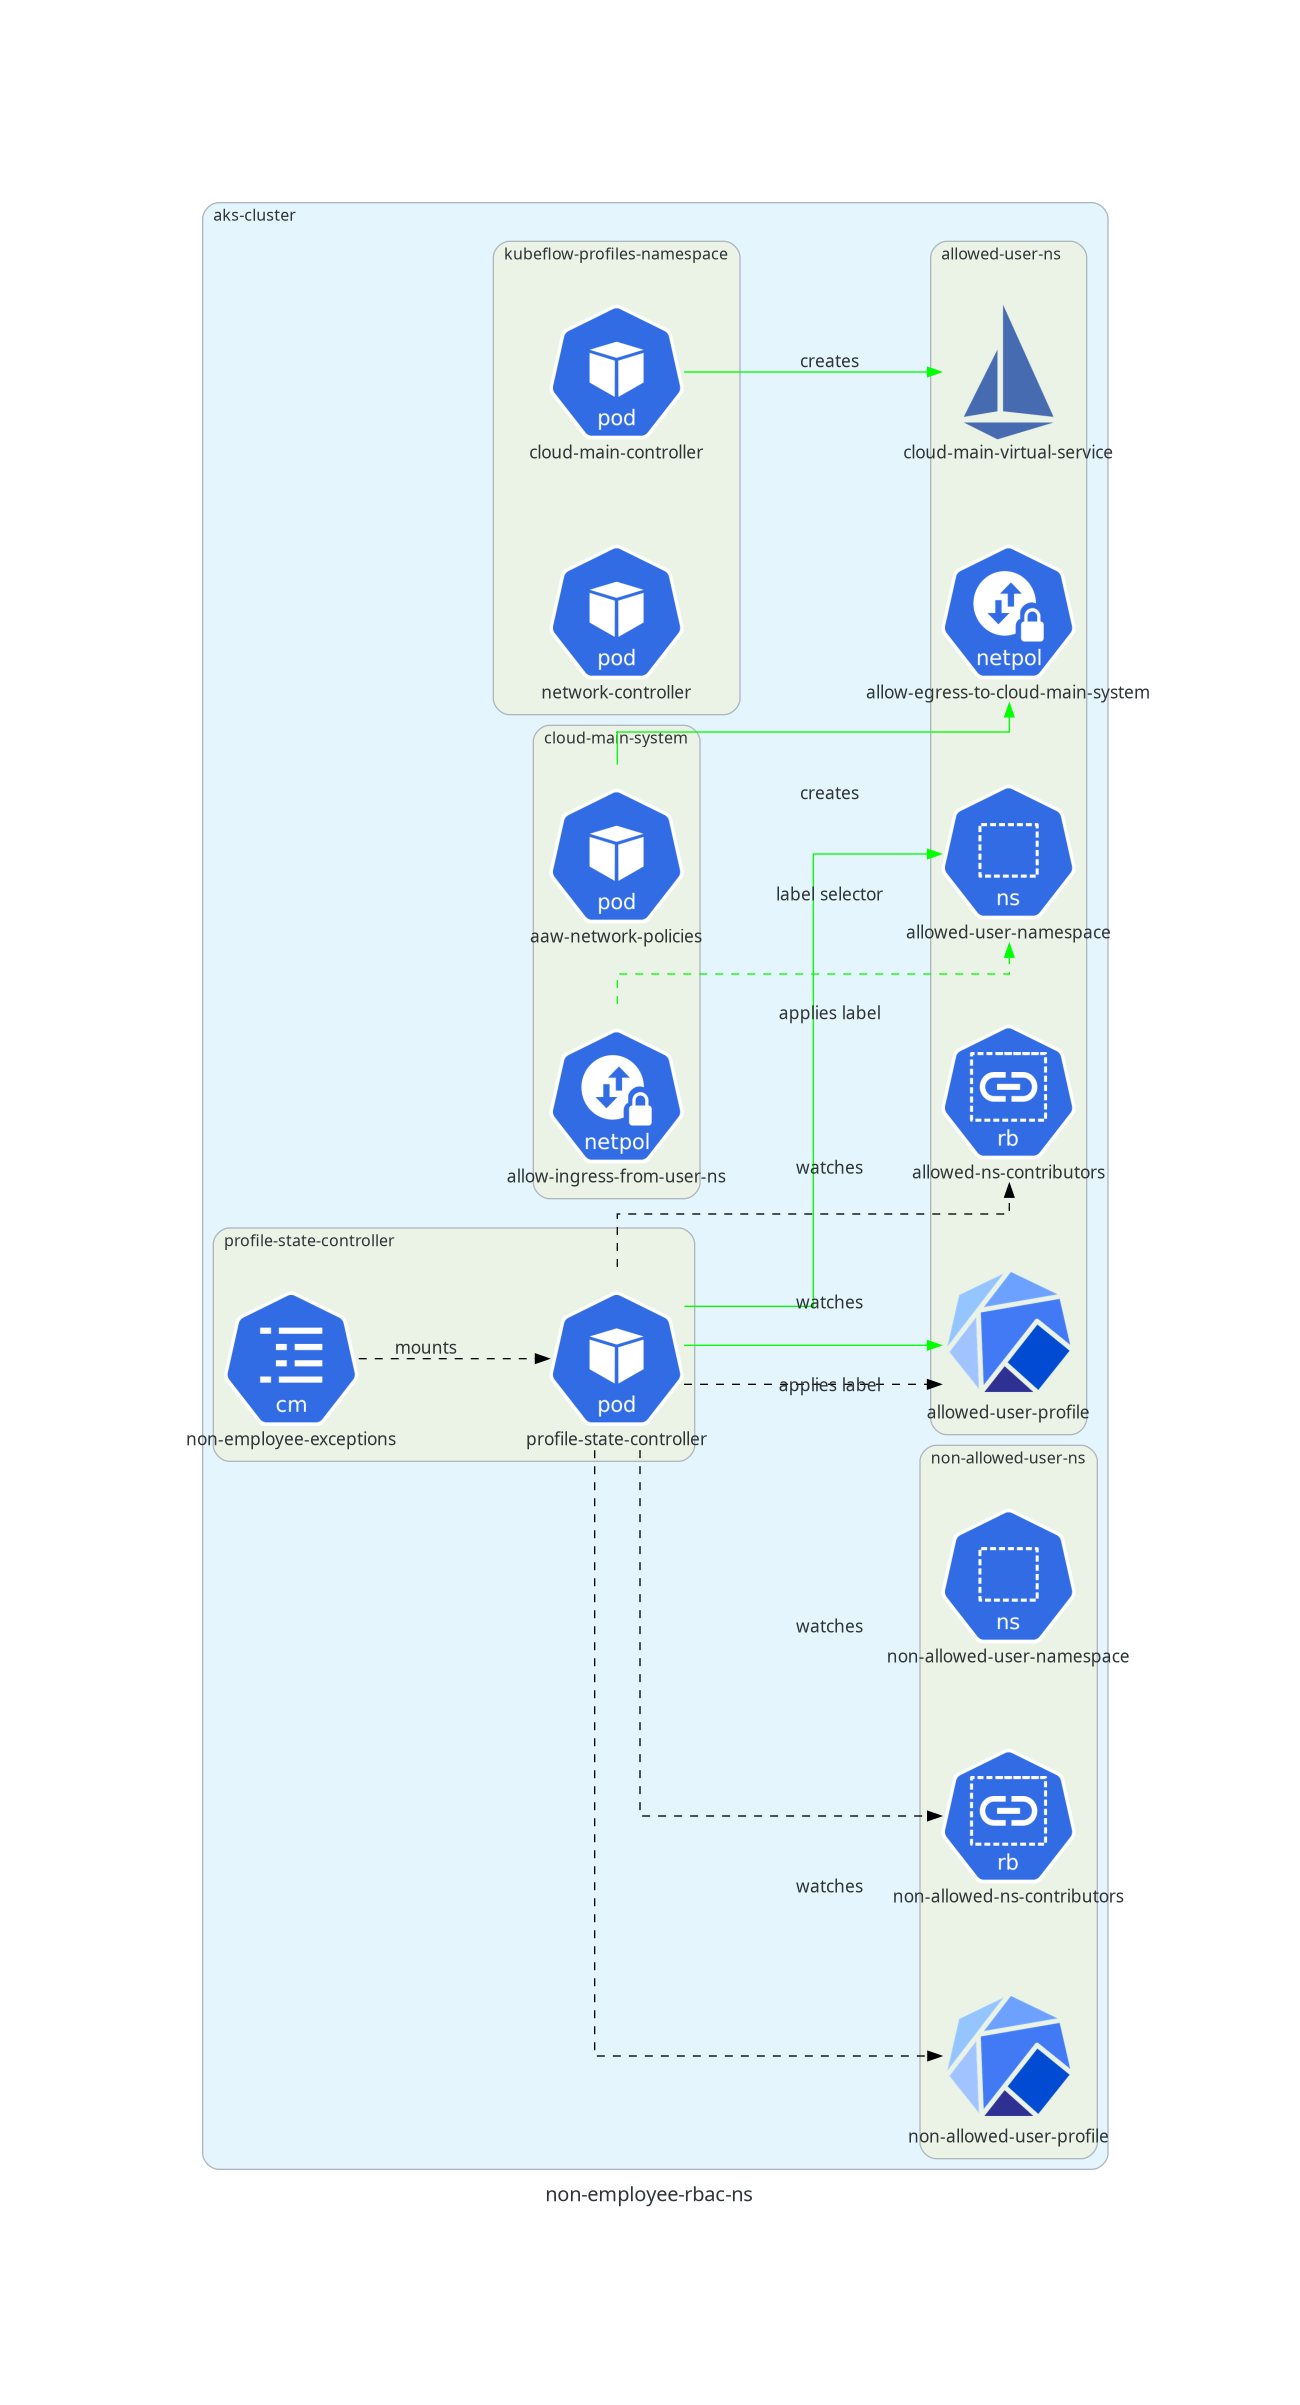 aks-cluster
kubeflow-profiles-namespace
allowed-user-ns
pod
creates
cloud-main-controller
cloud-main-virtual-service
pod
netpol
network-controller
allow-egress-to-cloud-main-system
cloud-main-system
creates
pod
label selector
ns
aaw-network-policies
allowed-user-namespace
applies label
netpol
rb
allow-ingress-from-user-ns
watches
allowed-ns-contributors
profile-state-controller
watches
mounts
cm
pod
applies label
non-employee-exceptions
profile-state-controller
allowed-user-profile
non-allowed-user-ns
ns
watches
non-allowed-user-namespace
rb
watches
non-allowed-ns-contributors
non-allowed-user-profile
non-employee-rbac-ns